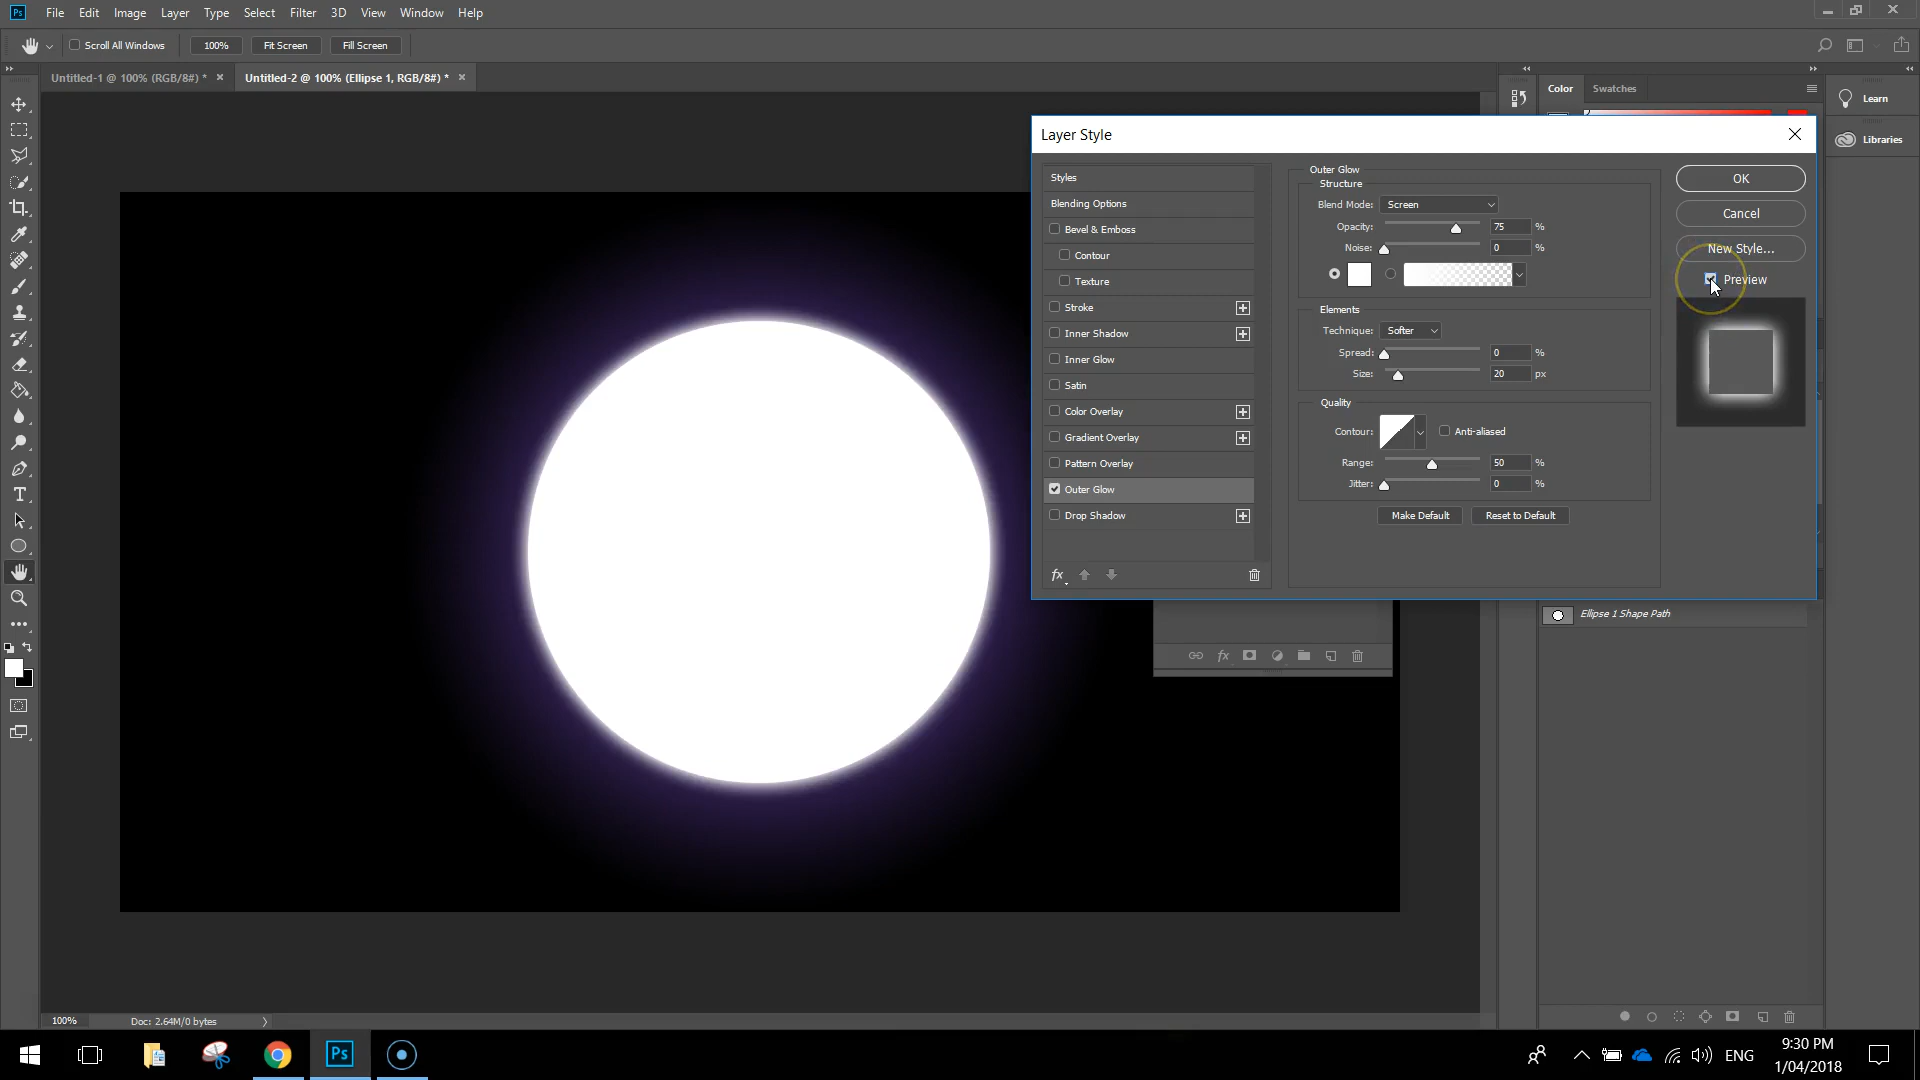 Ps File Edit Image Layer Type Select Filter 3D View Window Help
Scroll All Windows 100% Fit Screen Fill Screen
Untitled-1 @ 100% (RGB/8#) * × Untitled-2 @ 100% (Ellipse 1, RGB/8#) * ×
Color Swatches
Learn
Libraries
Layer Style
Styles
Blending Options
Bevel & Emboss
Contour
Texture
Stroke
Inner Shadow
Inner Glow
Satin
Color Overlay
Gradient Overlay
Pattern Overlay
Outer Glow
Drop Shadow
fx
Outer Glow
Structure
Blend Mode: Screen
Opacity: 75 %
Noise: 0 %
Elements
Technique: Softer
Spread: 0 %
Size: 20 px
Quality
Contour: Anti-aliased
Range: 50 %
Jitter: 0 %
Make Default Reset to Default
OK
Cancel
New Style...
Preview
Ellipse 1 Shape Path
fx
T
100% Doc: 2.64M/0 bytes
Ps
ENG
9:30 PM
1/04/2018